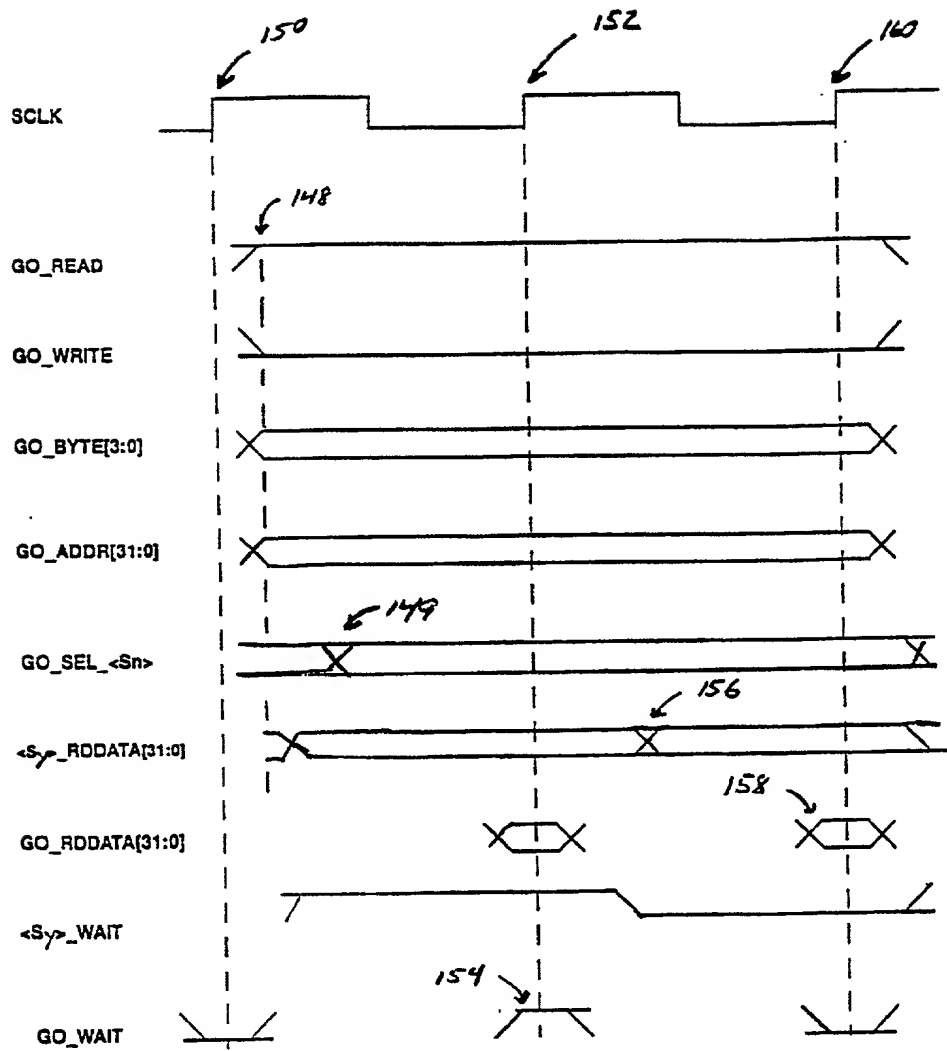 150
152
160
SCLK
148
GO_READ
GO_WRITE
GO_BYTE[3:0]
GO_ADDR[31:0]
149
GO_SEL_<Sn>
156
<Sy>_RDDATA[31:0]
158
GO_RDDATA[31:0]
<Sy>_WAIT
154
GO_WAIT